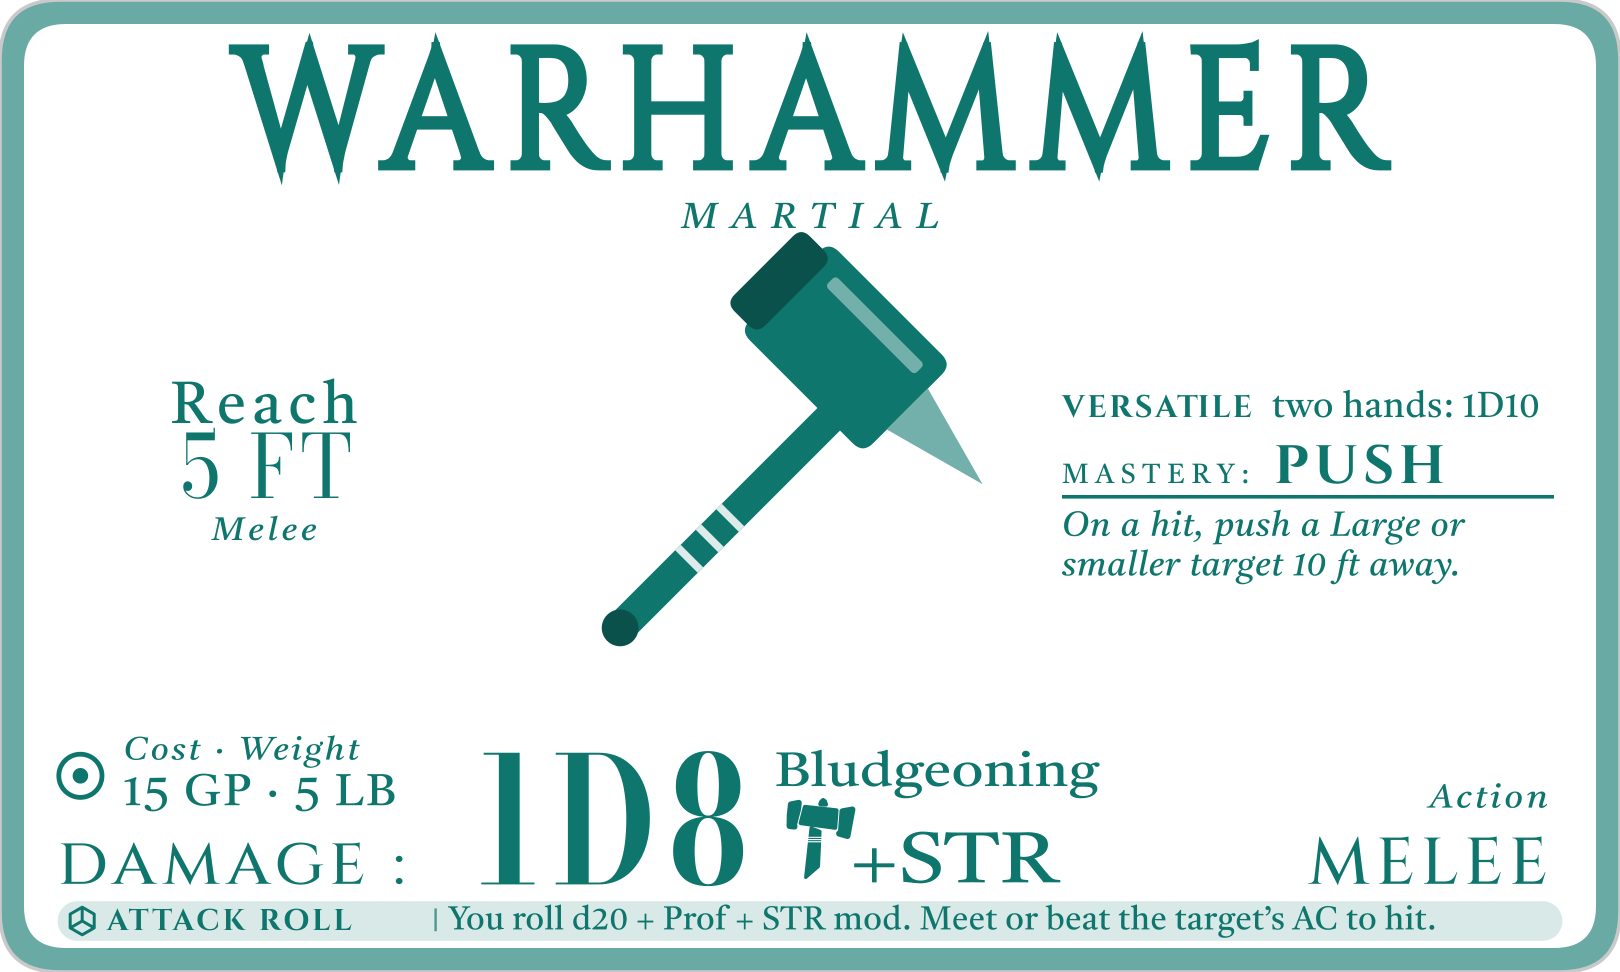 WARHAMMER
MARTIAL
Reach
5 FT
Melee
VERSATILE two hands: 1D10
MASTERY: PUSH
On a hit, push a Large or
smaller target 10 ft away.
Cost · Weight
15 GP · 5 LB
DAMAGE : 1D8 Bludgeoning
+STR
Action
MELEE
ATTACK ROLL | You roll d20 + Prof + STR mod. Meet or beat the target’s AC to hit.